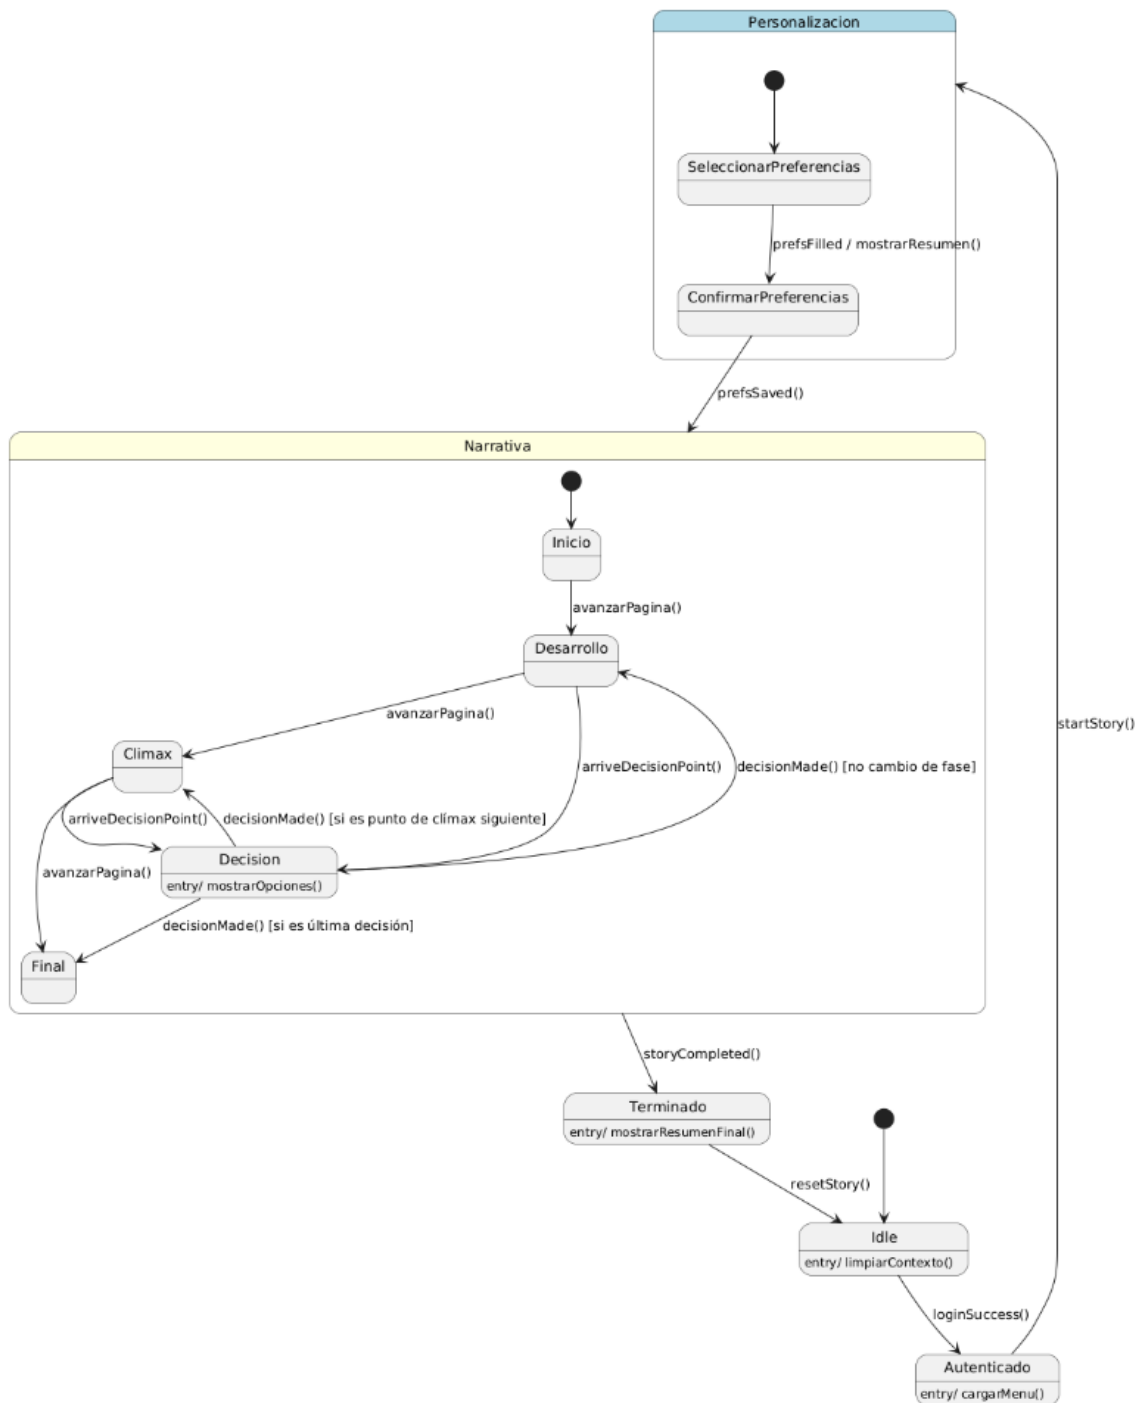 Personalizacion
SeleccionarPreferencias
prefsFilled / mostrarResumen()
ConfirmarPreferencias
prefsSaved()
Narrativa
Inicio
avanzarPagina()
Desarrollo
avanzarPagina()
startStory()
Climax
arriveDecisionPoint()
decisionMade() [no cambio de fase]
arriveDecisionPoint()
decisionMade() [si es punto de clímax siguiente]
Decision
entry/ mostrarOpciones()
avanzarPagina()
decisionMade() [si es última decisión]
Final
storyCompleted()
Terminado
entry/ mostrarResumenFinal()
resetStory()
Idle
entry/ limpiarContexto()
loginSuccess()
Autenticado
entry/ cargarMenu()